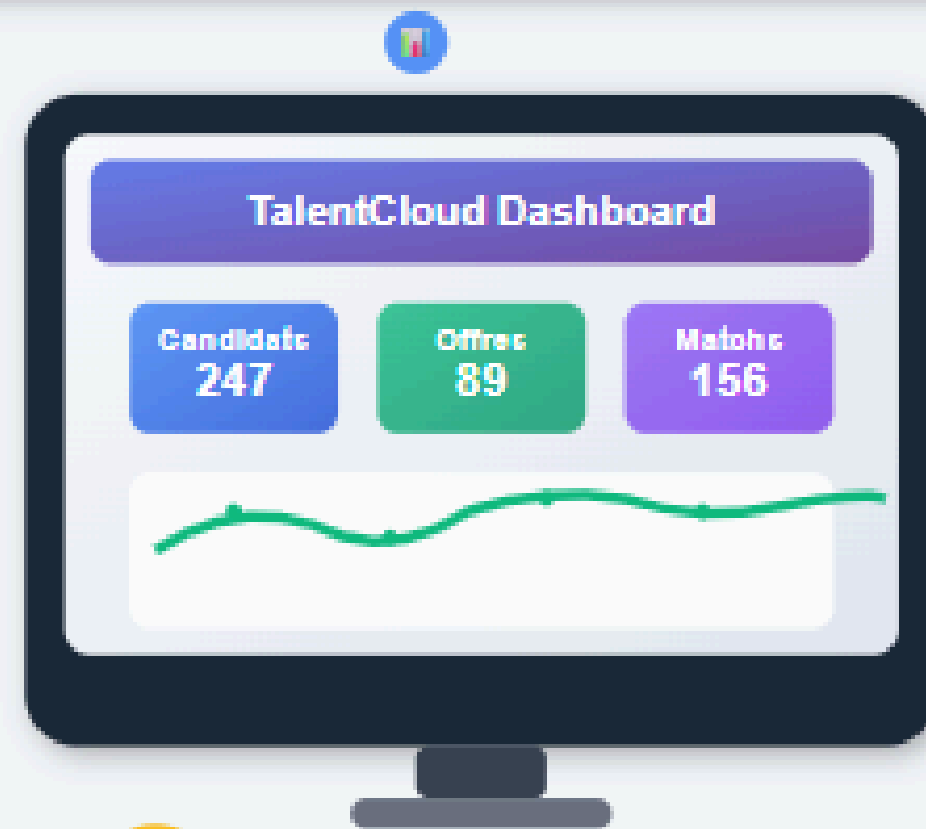 TalentCloud Dashboard
Candidats
247
Offres
89
Matchs
156